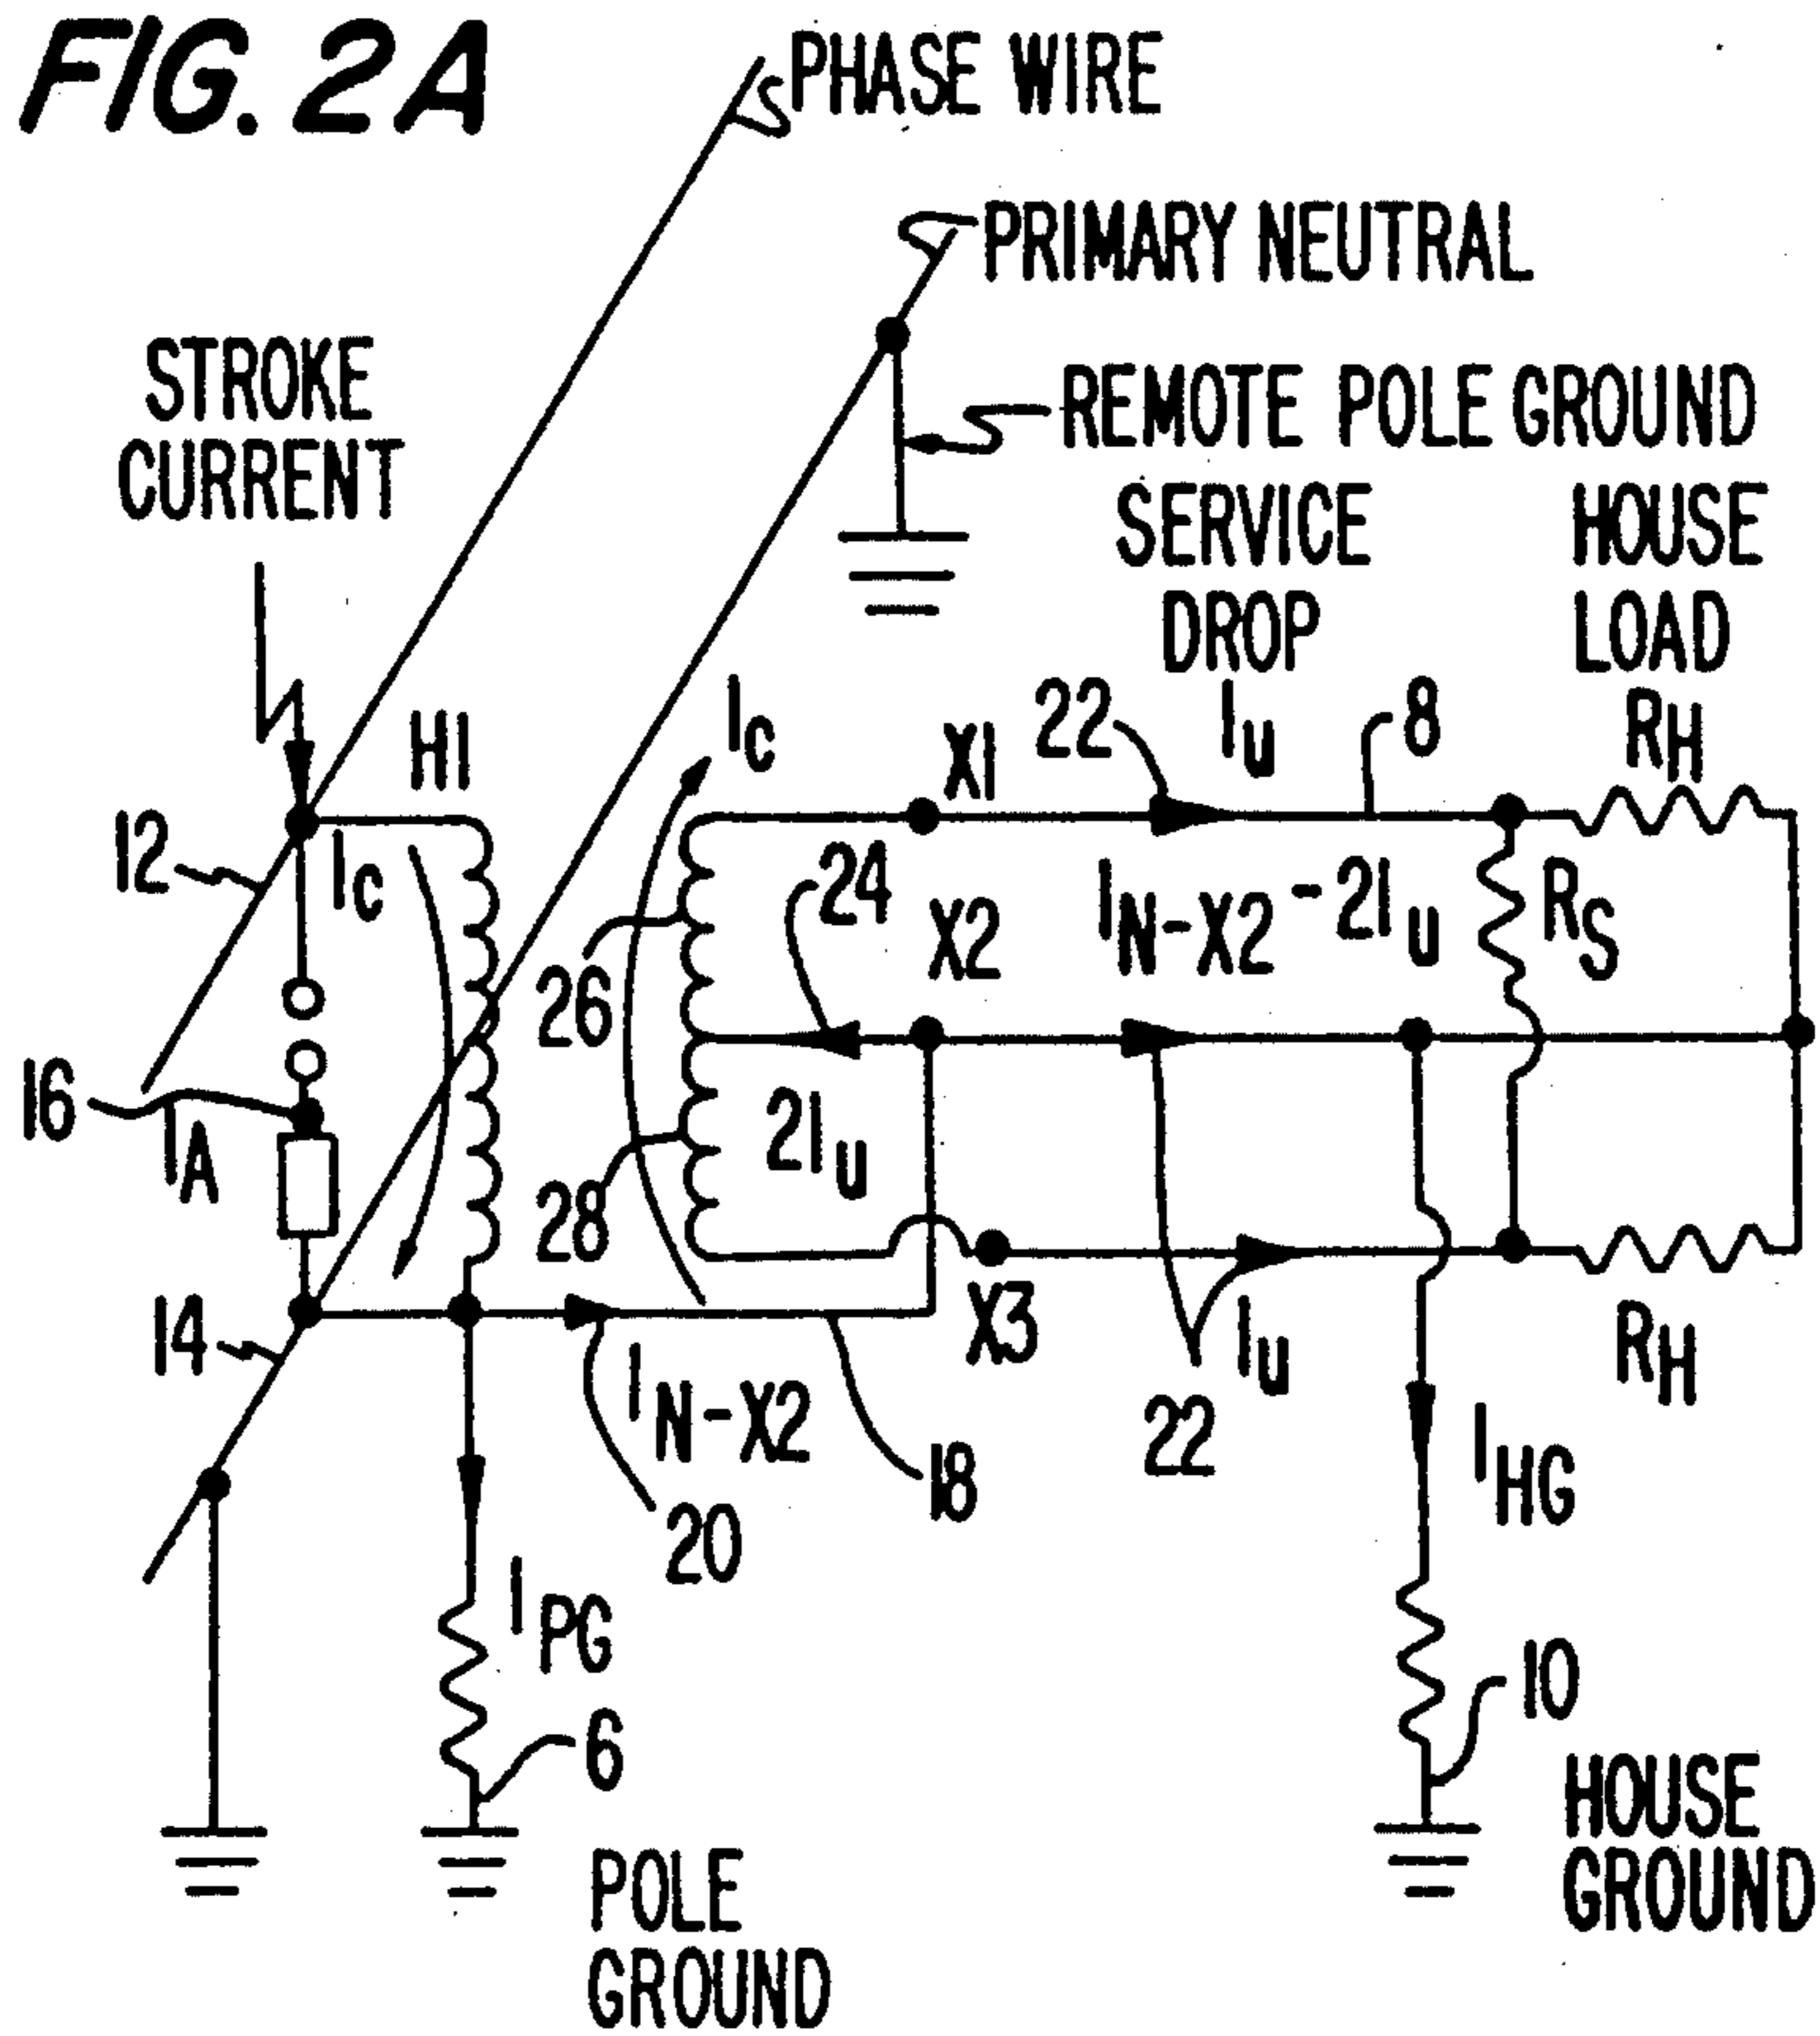 FIG. 2A
PHASE WIRE
PRIMARY NEUTRAL
STROKE
CURRENT
REMOTE POLE GROUND
SERVICE
DROP
HOUSE
LOAD
H1
IC
X1
22
IU
8
RH
12
IC
24
X2
IN-X2 -2IU
RS
26
16
IA
2IU
28
14
X3
IN-X2
18
IU
22
RH
20
IHG
IPG
6
10
POLE
GROUND
HOUSE
GROUND